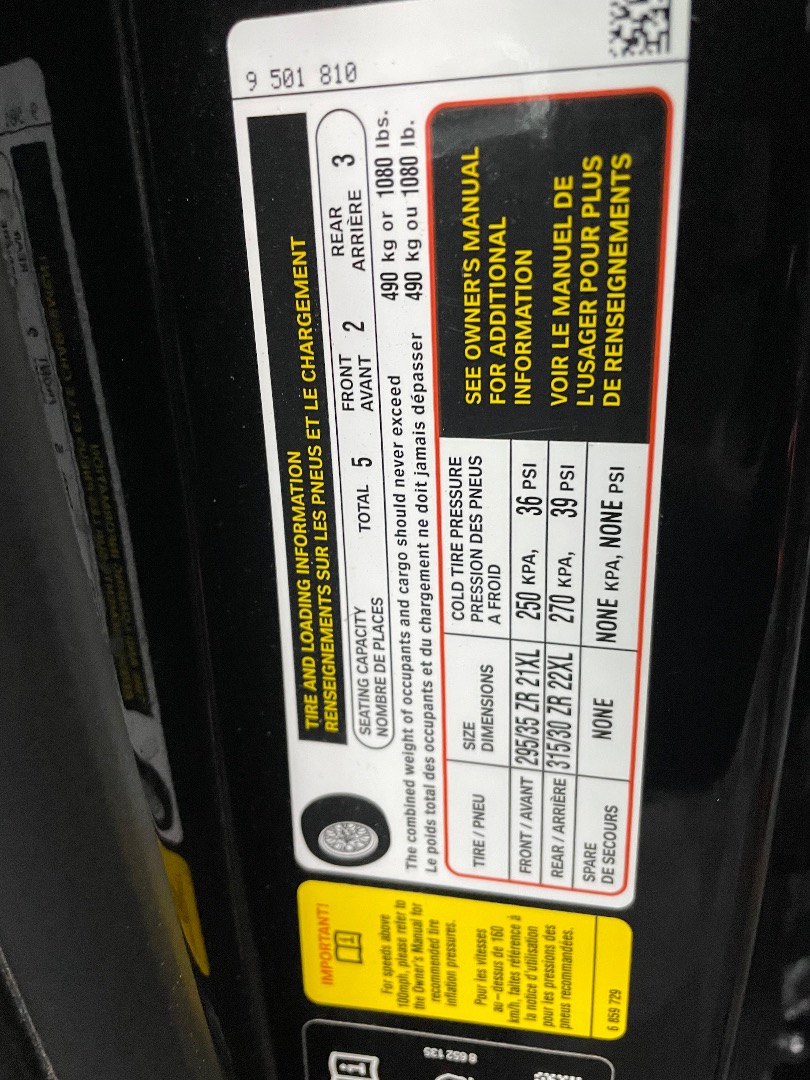 9 501 810
TIRE AND LOADING INFORMATION
RENSEIGNEMENTS SUR LES PNEUS ET LE CHARGEMENT
SEATING CAPACITY
NOMBRE DE PLACES
TOTAL 5
FRONT
AVANT 2
REAR
ARRIÈRE 3
The combined weight of occupants and cargo should never exceed 490 kg or 1080 lbs.
Le poids total des occupants et du chargement ne doit jamais dépasser 490 kg ou 1080 lb.
TIRE / PNEU
SIZE
DIMENSIONS
COLD TIRE PRESSURE
PRESSION DES PNEUS
A FROID
FRONT / AVANT 295/35 ZR 21XL 250 KPA, 36 PSI
REAR / ARRIÈRE 315/30 ZR 22XL 270 KPA, 39 PSI
SPARE
DE SECOURS
NONE
NONE KPA, NONE PSI
SEE OWNER'S MANUAL
FOR ADDITIONAL
INFORMATION
VOIR LE MANUEL DE
L'USAGER POUR PLUS
DE RENSEIGNEMENTS
IMPORTANT!
For speeds above
100mph, please refer to
the Owner's Manual for
recommended tire
inflation pressures.
Pour les vitesses
au-dessus de 160
km/h, faites référence à
la notice d'utilisation
pour les pressions des
pneus recommandées.
6 859 729
8 652 135